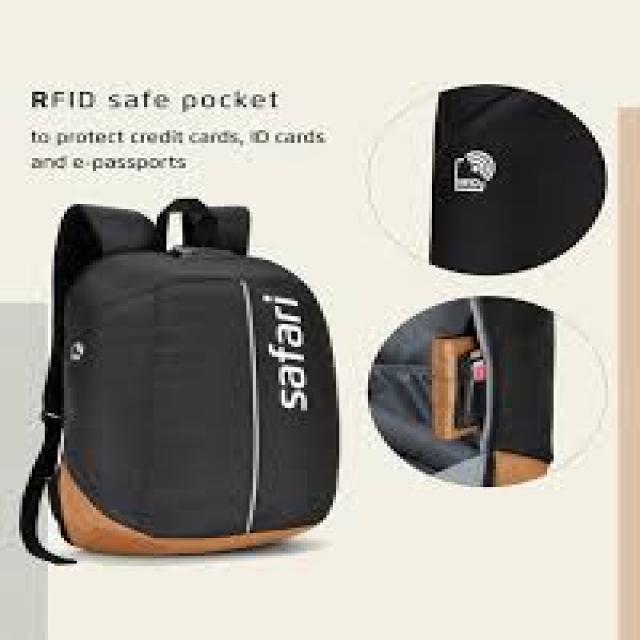 RFID safe pocket
to protect credit cards, ID cards
and e-passports
safari